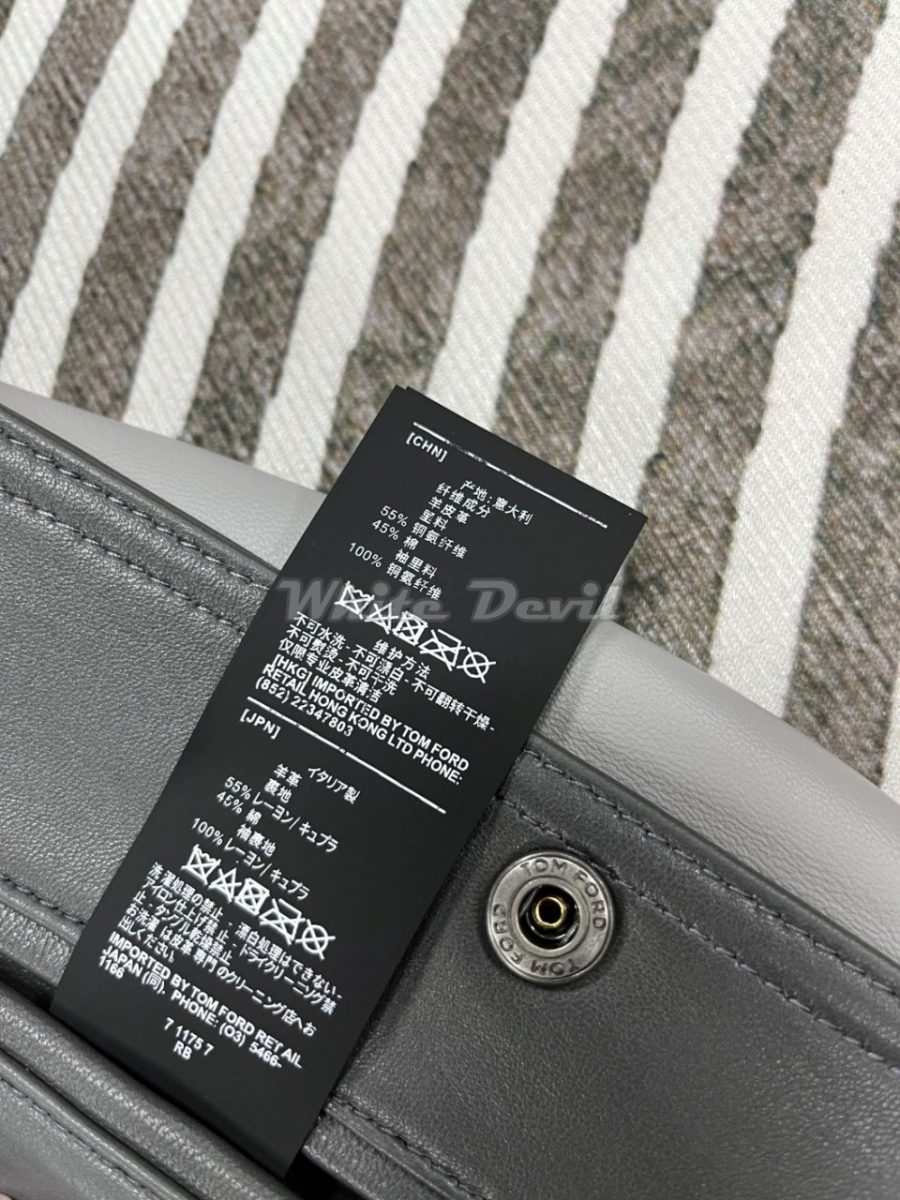 [CHN]
产地: 意大利
纤维成分
羊皮革
里料
55% 铜氨纤维
45% 棉
袖里料
100% 铜氨纤维
White Devil
维护方法
不可水洗 - 不可漂白 - 不可翻转干燥 -
不可熨烫 - 不可干洗
仅限专业皮革清洁
[HKG] IMPORTED BY TOM FORD
RETAIL HONG KONG LTD PHONE:
(852) 22347803
[JPN]
イタリア製
羊革
裏地
55% レーヨン/キュプラ
45% 綿
袖裏地
100% レーヨン/キュプラ
洗濯処理の禁止. 漂白処理はできない.
アイロン仕上げ禁止. ドライクリーニング禁
止. タンブル乾燥禁止
お洗濯は皮革専門のクリーニング店へお
出しください.
IMPORTED BY TOM FORD RETAIL
JAPAN (同), PHONE: (03) 5466-
1166
7 1175 7
RB
TOM FORD
TOM FORD